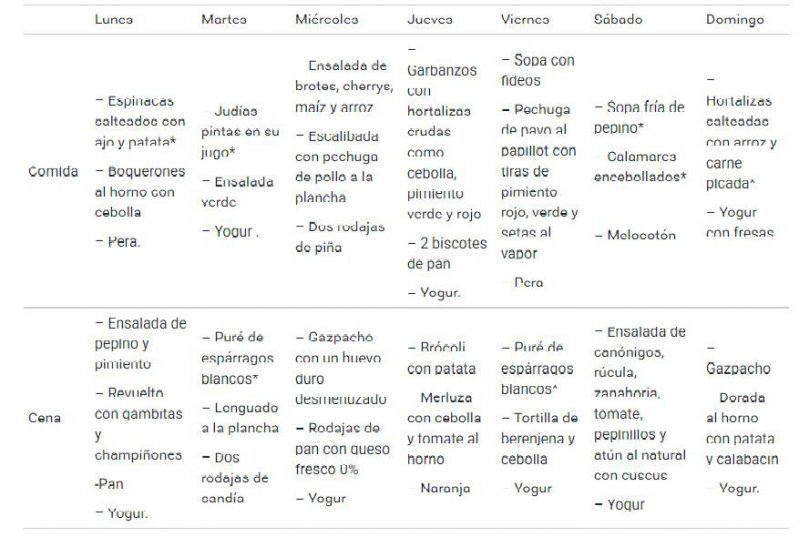 Lunes Martes Miércoles Jueves Viernes Sábado Domingo
Comida
– Espinacas
salteadas con
ajo y patata*
– Boquerones
al horno con
cebolla
– Pera.
– Judías
pintas en su
jugo*
– Ensalada
verde
– Yogur .
Ensalada de
brotes, cherrys,
maíz y arroz
– Escalibada
con pechuga
de pollo a la
plancha
– Dos rodajas
de piña
–
Garbanzos
con
hortalizas
crudas
como
cebolla,
pimiento
verde y rojo
– 2 biscotes
de pan
– Yogur.
– Sopa con
fideos
– Pechuga
de pavo al
papillot con
tiras de
pimiento
rojo, verde y
setas al
vapor
– Pera
– Sopa fría de
pepino*
– Calamares
encebollados*
– Melocotón
–
Hortalizas
salteadas
con arroz y
carne
picada*
– Yogur
con fresas
Cena
– Ensalada de
pepino y
pimiento
– Revuelto
con gambitas
y
champiñones
-Pan
– Yogur.
– Puré de
espárragos
blancos*
– Lenguado
a la plancha
– Dos
rodajas de
sandía
– Gazpacho
con un huevo
duro
desmenuzado
– Rodajas de
pan con queso
fresco 0%
– Yogur
– Brócoli
con patata
Merluza
con cebolla
y tomate al
horno
– Naranja
– Puré de
espárragos
blancos*
– Tortilla de
berenjena y
cebolla
– Yogur
– Ensalada de
canónigos,
rúcula,
zanahoria,
tomate,
pepinillos y
atún al natural
con cuscus
– Yogur
–
Gazpacho
– Dorada
al horno
con patata
y calabacín
– Yogur.